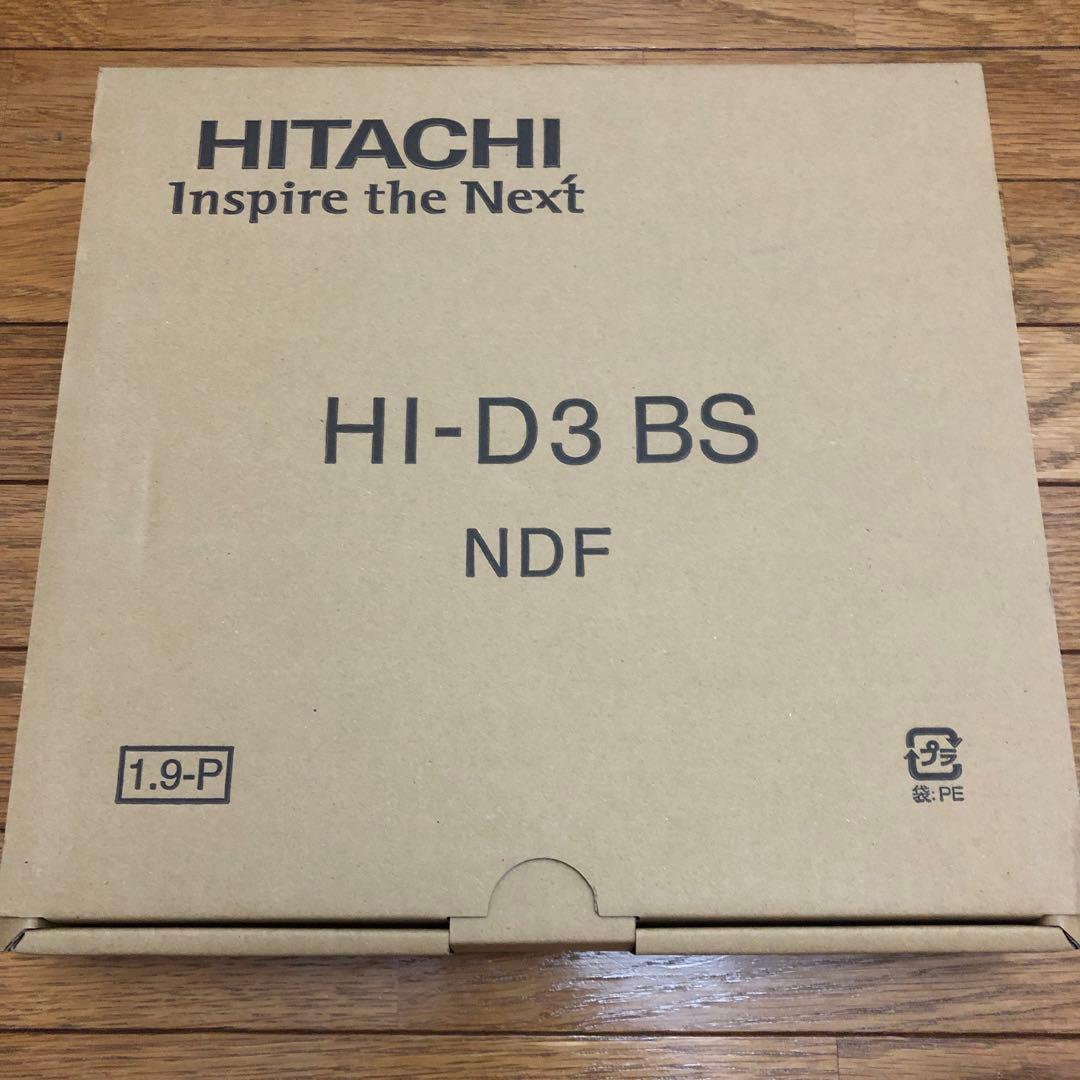 HITACHI
Inspire the Next
HI-D3 BS
NDF
1.9-P
プラ
袋:PE